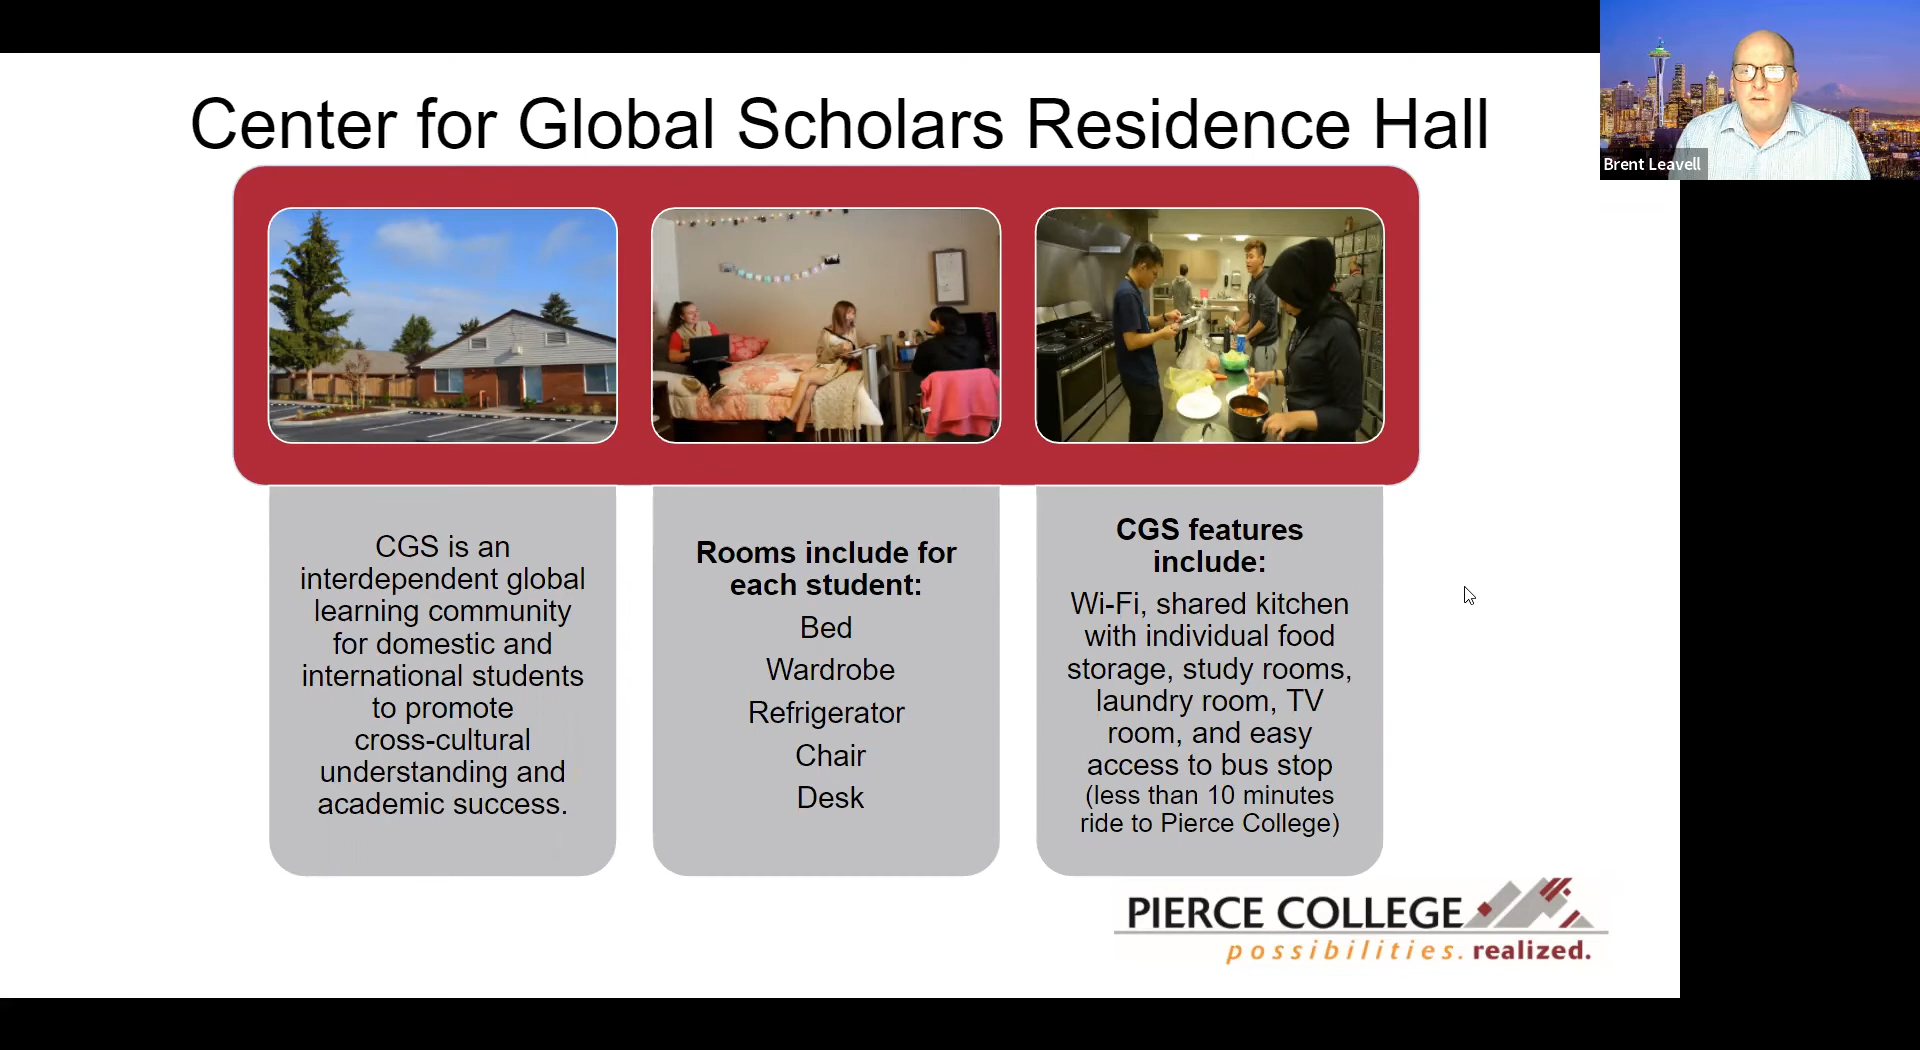 Center for Global Scholars Residence Hall
Brent Leavell
CGS is an
interdependent global
learning community
for domestic and
international students
to promote
cross-cultural
understanding and
academic success.
Rooms include for
each student:
Bed
Wardrobe
Refrigerator
Chair
Desk
CGS features
include:
Wi-Fi, shared kitchen
with individual food
storage, study rooms,
laundry room, TV
room, and easy
access to bus stop
(less than 10 minutes
ride to Pierce College)
PIERCE COLLEGE
possibilities. realized.